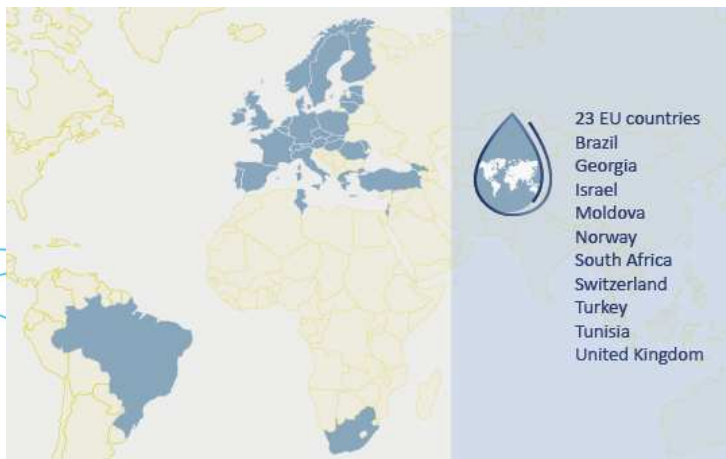 23 EU countries
Brazil
Georgia
Israel
Moldova
Norway
South Africa
Switzerland
Turkey
Tunisia
United Kingdom